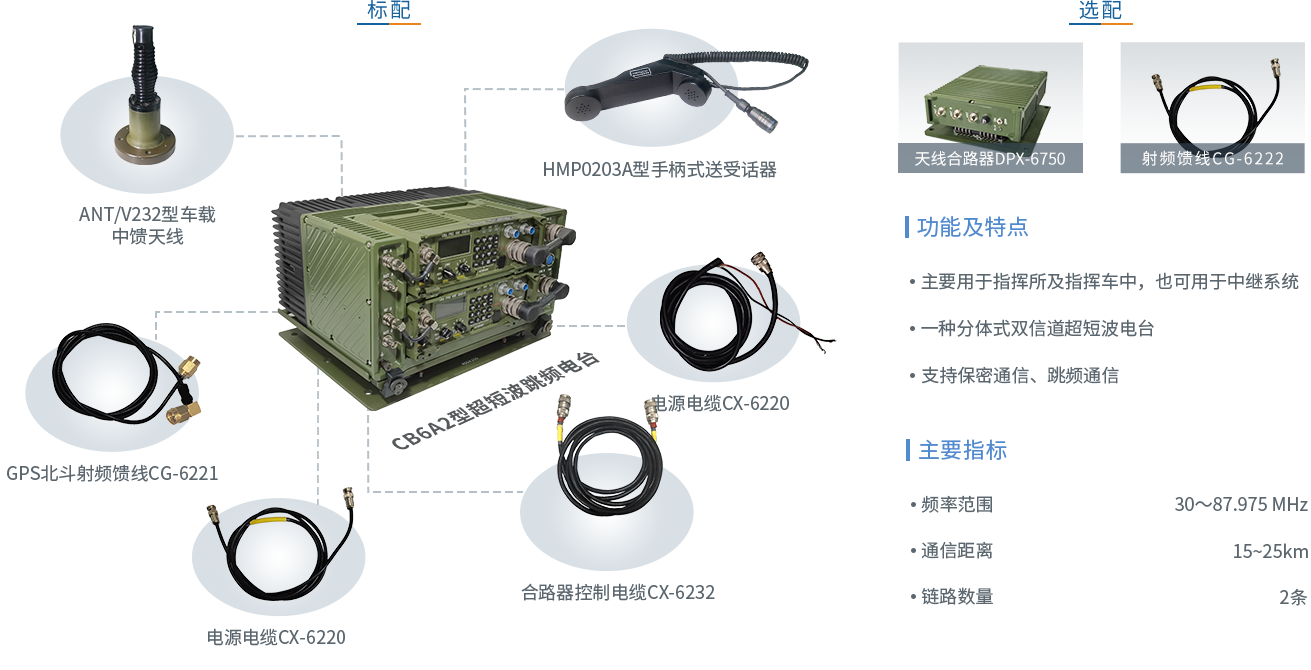 标配
HMP0203A型手柄式送受话器
ANT/V232型车载
中馈天线
CB6A2型超短波跳频电台
电源电缆CX-6220
GPS北斗射频馈线CG-6221
合路器控制电缆CX-6232
电源电缆CX-6220
选配
天线合路器DPX-6750
射频馈线CG-6222
功能及特点
• 主要用于指挥所及指挥车中，也可用于中继系统
• 一种分体式双信道超短波电台
• 支持保密通信、跳频通信
主要指标
• 频率范围 30～87.975 MHz
• 通信距离 15~25km
• 链路数量 2条